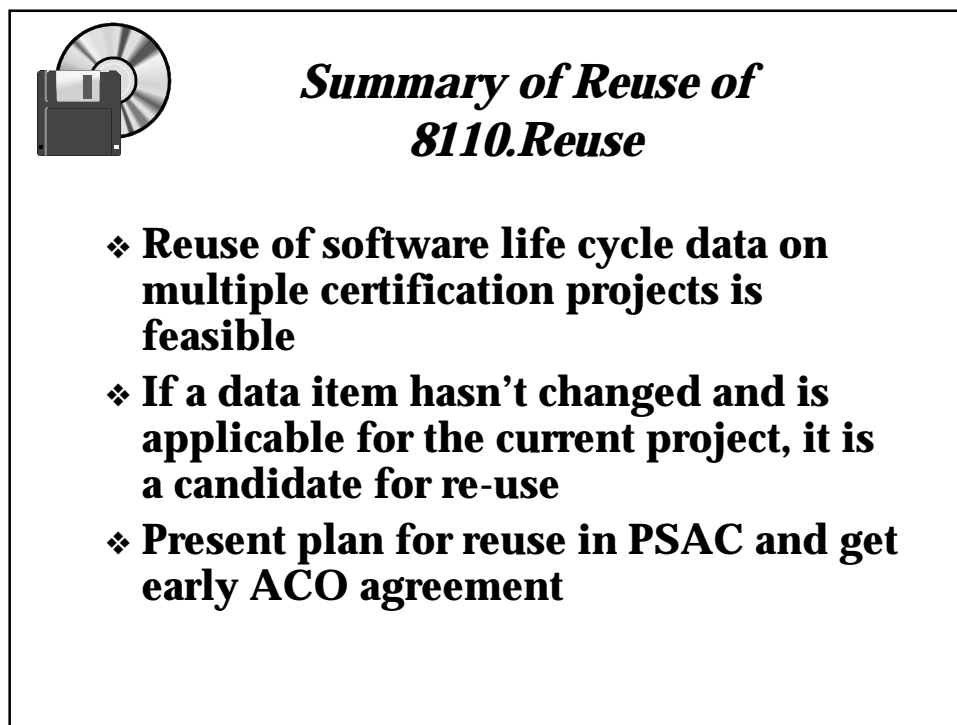 Summary of Reuse of
8110.Reuse
❖ Reuse of software life cycle data on
multiple certification projects is
feasible
❖ If a data item hasn't changed and is
applicable for the current project, it is
a candidate for re-use
❖ Present plan for reuse in PSAC and get
early ACO agreement